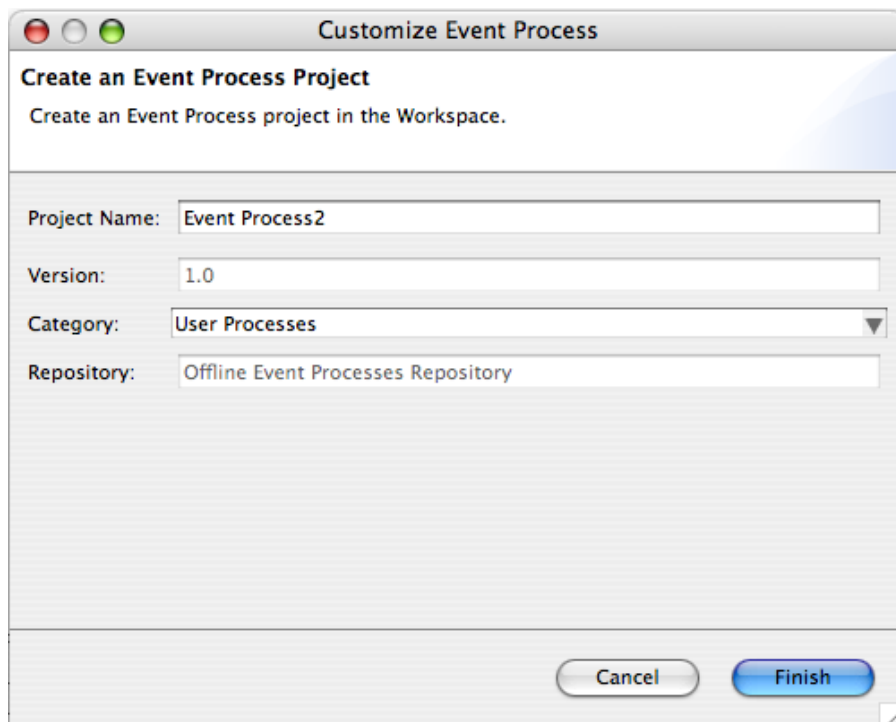 Customize Event Process
Create an Event Process Project
Create an Event Process project in the Workspace.
Project Name: Event Process2
Version: 1.0
Category: User Processes
Repository: Offline Event Processes Repository
Cancel Finish